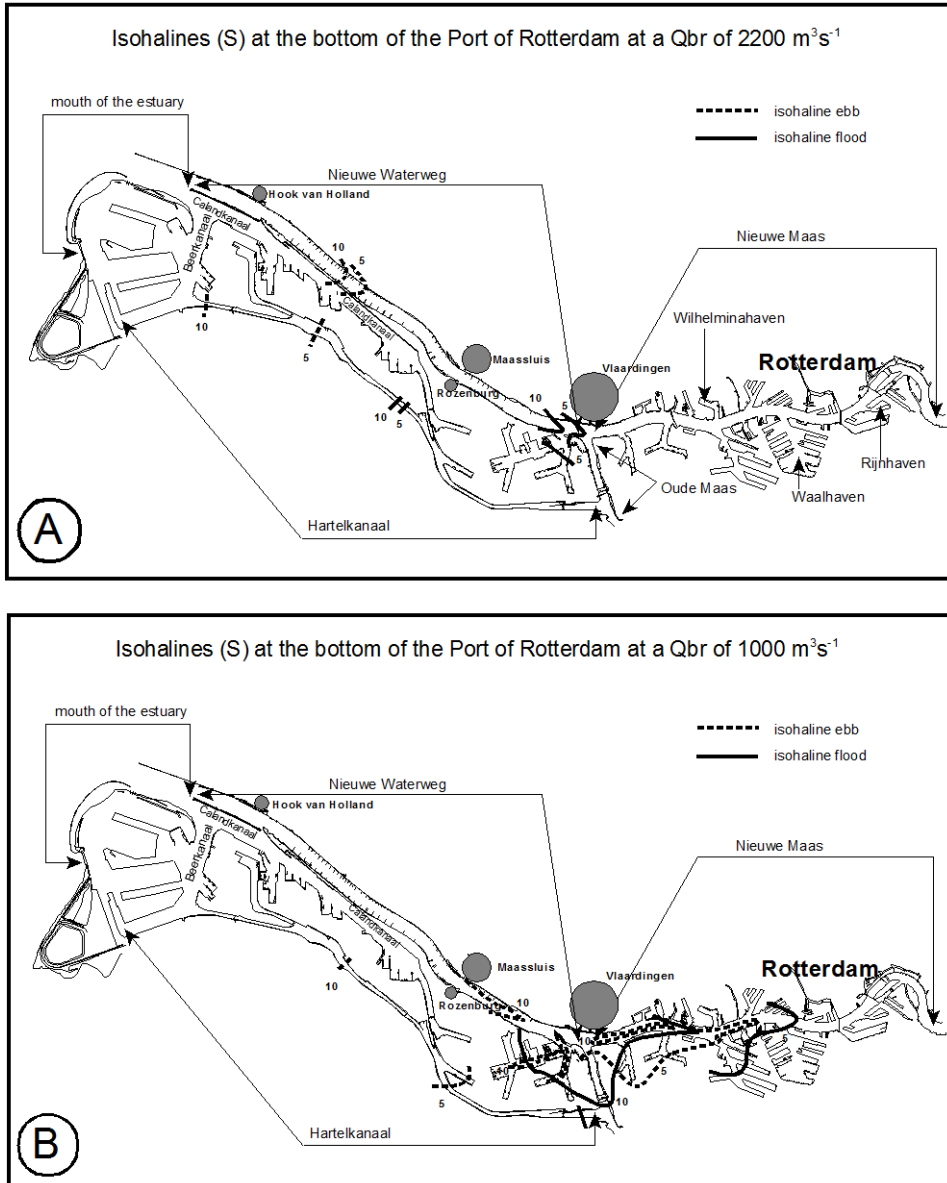 Isohalines (S) at the bottom of the Port of Rotterdam at a Qbr of 2200 m³s⁻¹
mouth of the estuary
isohaline ebb
isohaline flood
Nieuwe Waterweg
Hook van Holland
Calandkanaal
Beerkanaal
Nieuwe Maas
10
5
Calandkanaal
10
5
Wilhelminahaven
Maassluis
Rozenburg
Vlaardingen
Rotterdam
10
5
10
5
5
Rijnhaven
Oude Maas
Waalhaven
Hartelkanaal
A
Isohalines (S) at the bottom of the Port of Rotterdam at a Qbr of 1000 m³s⁻¹
mouth of the estuary
isohaline ebb
isohaline flood
Nieuwe Waterweg
Hook van Holland
Calandkanaal
Beerkanaal
Nieuwe Maas
Calandkanaal
Maassluis
Vlaardingen
Rotterdam
10
Rozenburg
10
10
5
10
5
5
10
Hartelkanaal
B